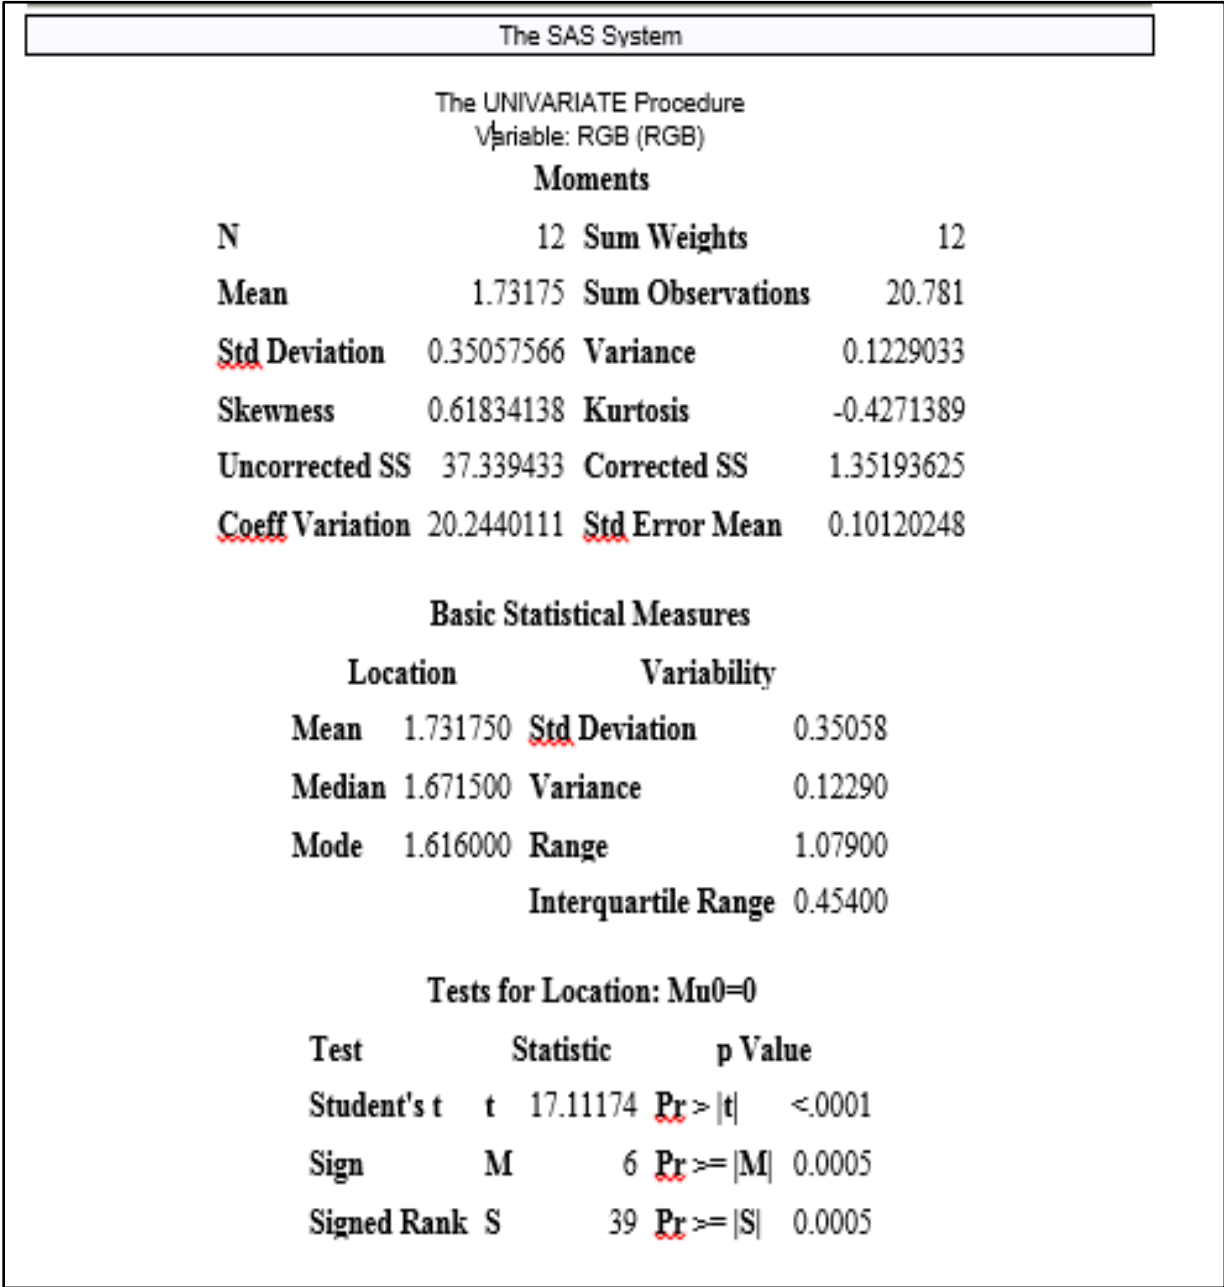 The SAS System
The UNIVARIATE Procedure
Variable: RGB (RGB)
Moments
N 12 Sum Weights 12
Mean 1.73175 Sum Observations 20.781
Std Deviation 0.35057566 Variance 0.1229033
Skewness 0.61834138 Kurtosis -0.4271389
Uncorrected SS 37.339433 Corrected SS 1.35193625
Coeff Variation 20.2440111 Std Error Mean 0.10120248
Basic Statistical Measures
Location Variability
Mean 1.731750 Std Deviation 0.35058
Median 1.671500 Variance 0.12290
Mode 1.616000 Range 1.07900
Interquartile Range 0.45400
Tests for Location: Mu0=0
Test Statistic p Value
Student's t t 17.11174 Pr > |t| <.0001
Sign M 6 Pr >= |M| 0.0005
Signed Rank S 39 Pr >= |S| 0.0005